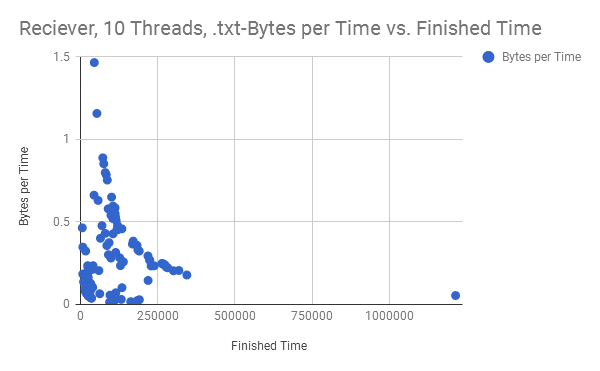 Reciever, 10 Threads, .txt-Bytes per Time vs. Finished Time
Bytes per Time
1.5
1
0.5
0
0 250000 500000 750000 1000000
Bytes per Time
Finished Time